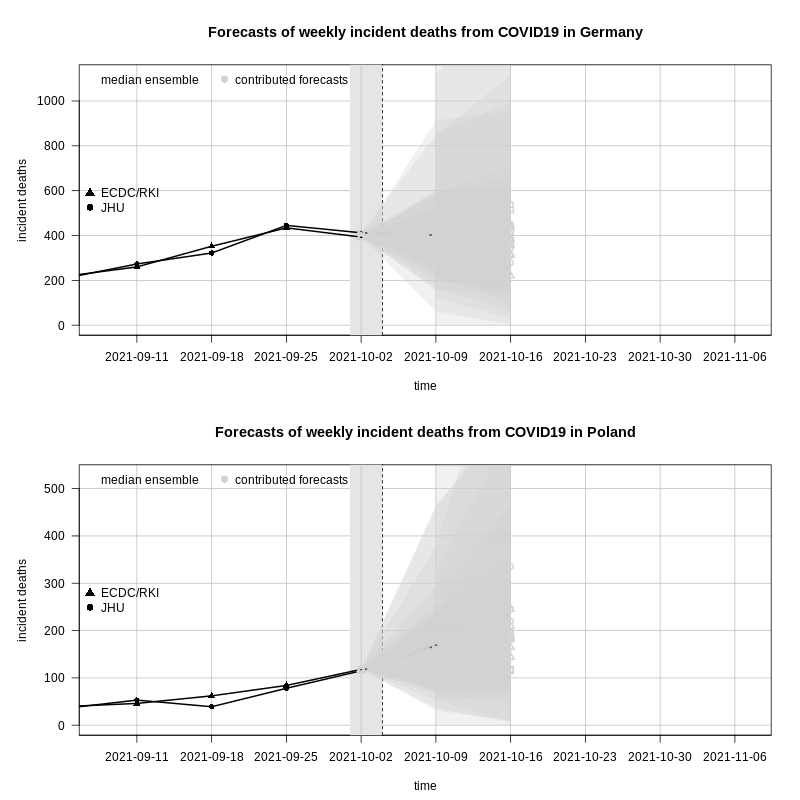 Forecasts of weekly incident deaths from COVID19 in Germany
median ensemble contributed forecasts
1000
800
600
400
200
0
incident deaths
ECDC/RKI
JHU
2021-09-11 2021-09-18 2021-09-25 2021-10-02 2021-10-09 2021-10-16 2021-10-23 2021-10-30 2021-11-06
time
Forecasts of weekly incident deaths from COVID19 in Poland
median ensemble contributed forecasts
500
400
300
200
100
0
incident deaths
ECDC/RKI
JHU
2021-09-11 2021-09-18 2021-09-25 2021-10-02 2021-10-09 2021-10-16 2021-10-23 2021-10-30 2021-11-06
time